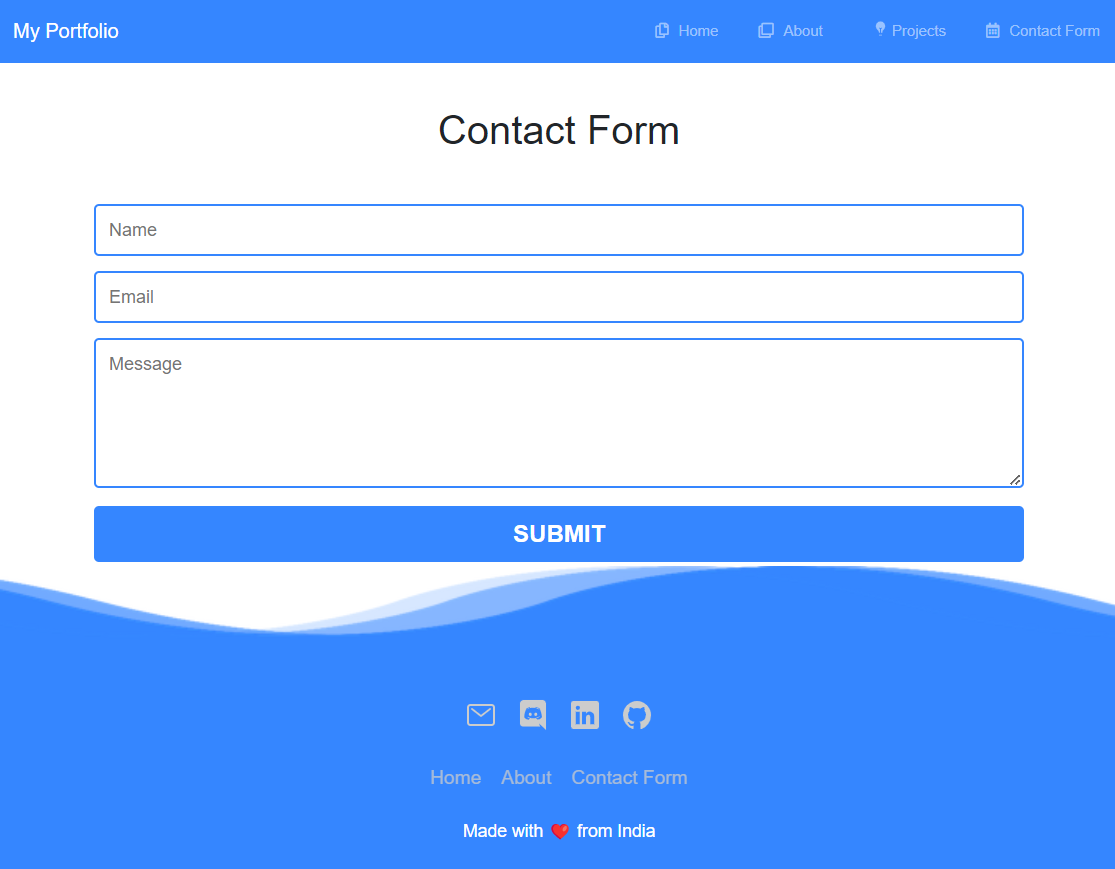 My Portfolio Home About Projects Contact Form
Contact Form
Name
Email
Message
SUBMIT
Home About Contact Form
Made with ❤️ from India